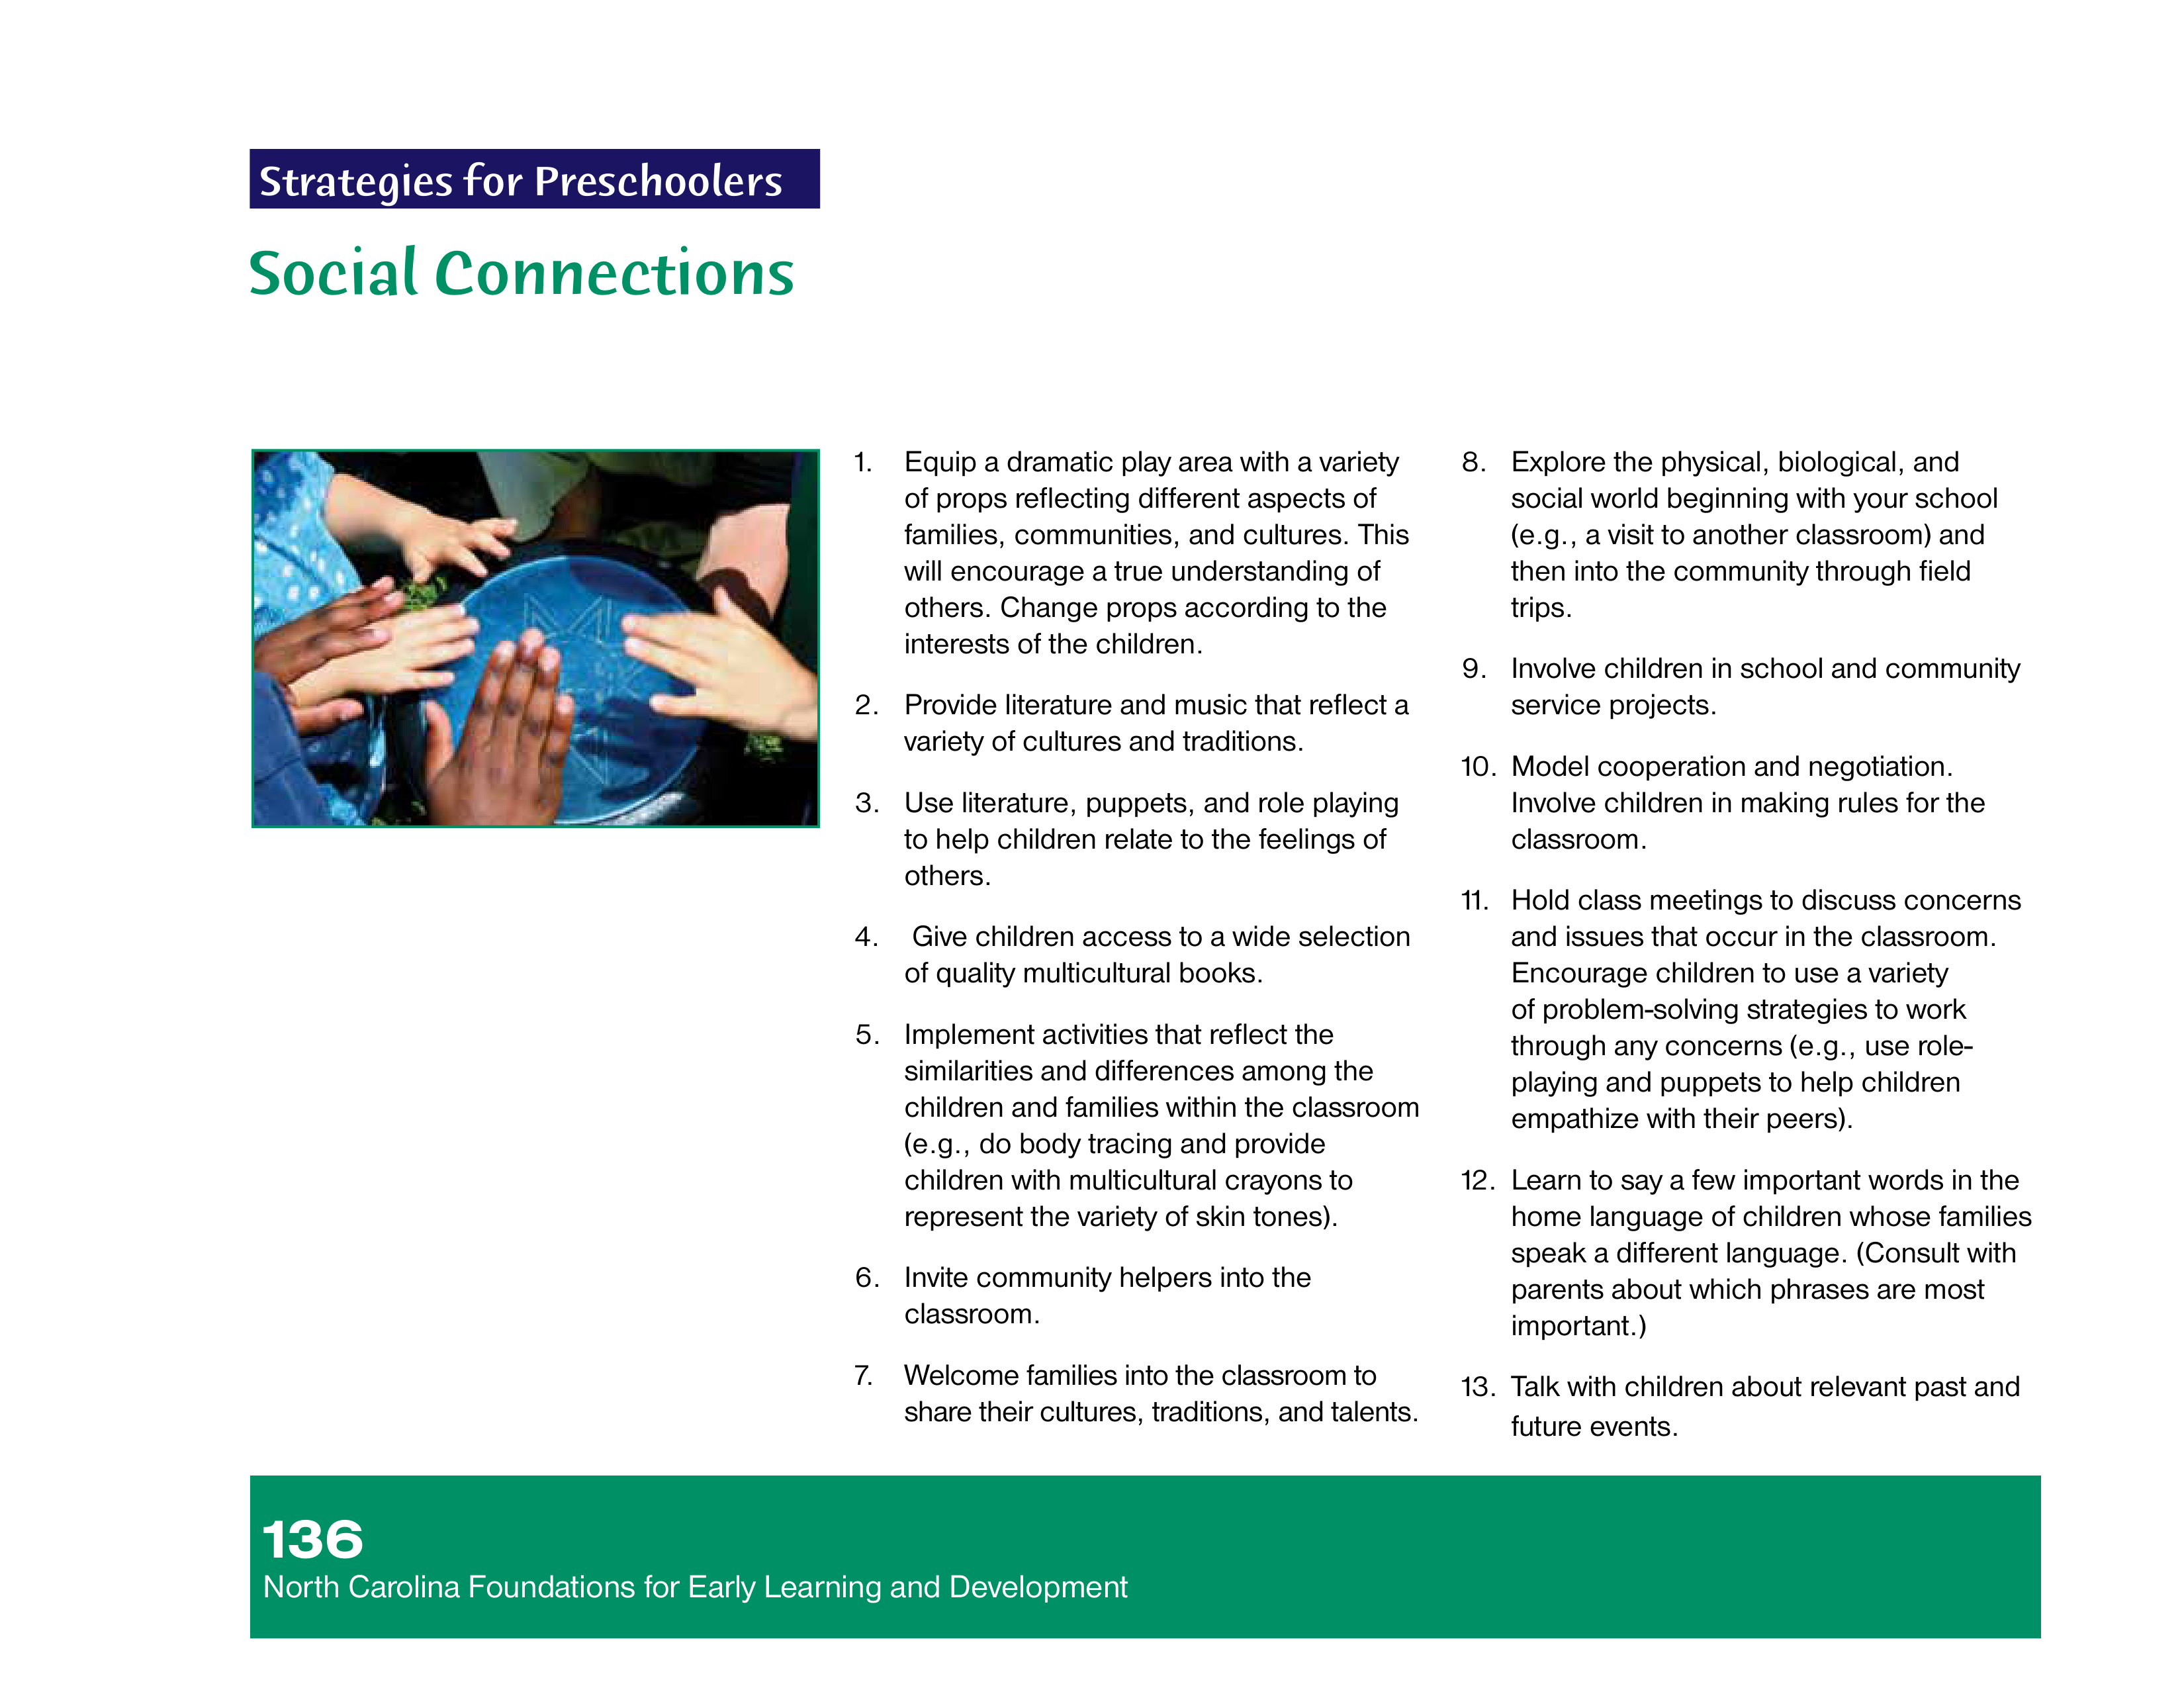 Strategies for Preschoolers
Social Connections
1. Equip a dramatic play area with a variety
of props reflecting different aspects of
families, communities, and cultures. This
will encourage a true understanding of
others. Change props according to the
interests of the children.
2. Provide literature and music that reflect a
variety of cultures and traditions.
3. Use literature, puppets, and role playing
to help children relate to the feelings of
others.
4. Give children access to a wide selection
of quality multicultural books.
5. Implement activities that reflect the
similarities and differences among the
children and families within the classroom
(e.g., do body tracing and provide
children with multicultural crayons to
represent the variety of skin tones).
6. Invite community helpers into the
classroom.
7. Welcome families into the classroom to
share their cultures, traditions, and talents.
8. Explore the physical, biological, and
social world beginning with your school
(e.g., a visit to another classroom) and
then into the community through field
trips.
9. Involve children in school and community
service projects.
10. Model cooperation and negotiation.
Involve children in making rules for the
classroom.
11. Hold class meetings to discuss concerns
and issues that occur in the classroom.
Encourage children to use a variety
of problem-solving strategies to work
through any concerns (e.g., use role-
playing and puppets to help children
empathize with their peers).
12. Learn to say a few important words in the
home language of children whose families
speak a different language. (Consult with
parents about which phrases are most
important.)
13. Talk with children about relevant past and
future events.
136
North Carolina Foundations for Early Learning and Development